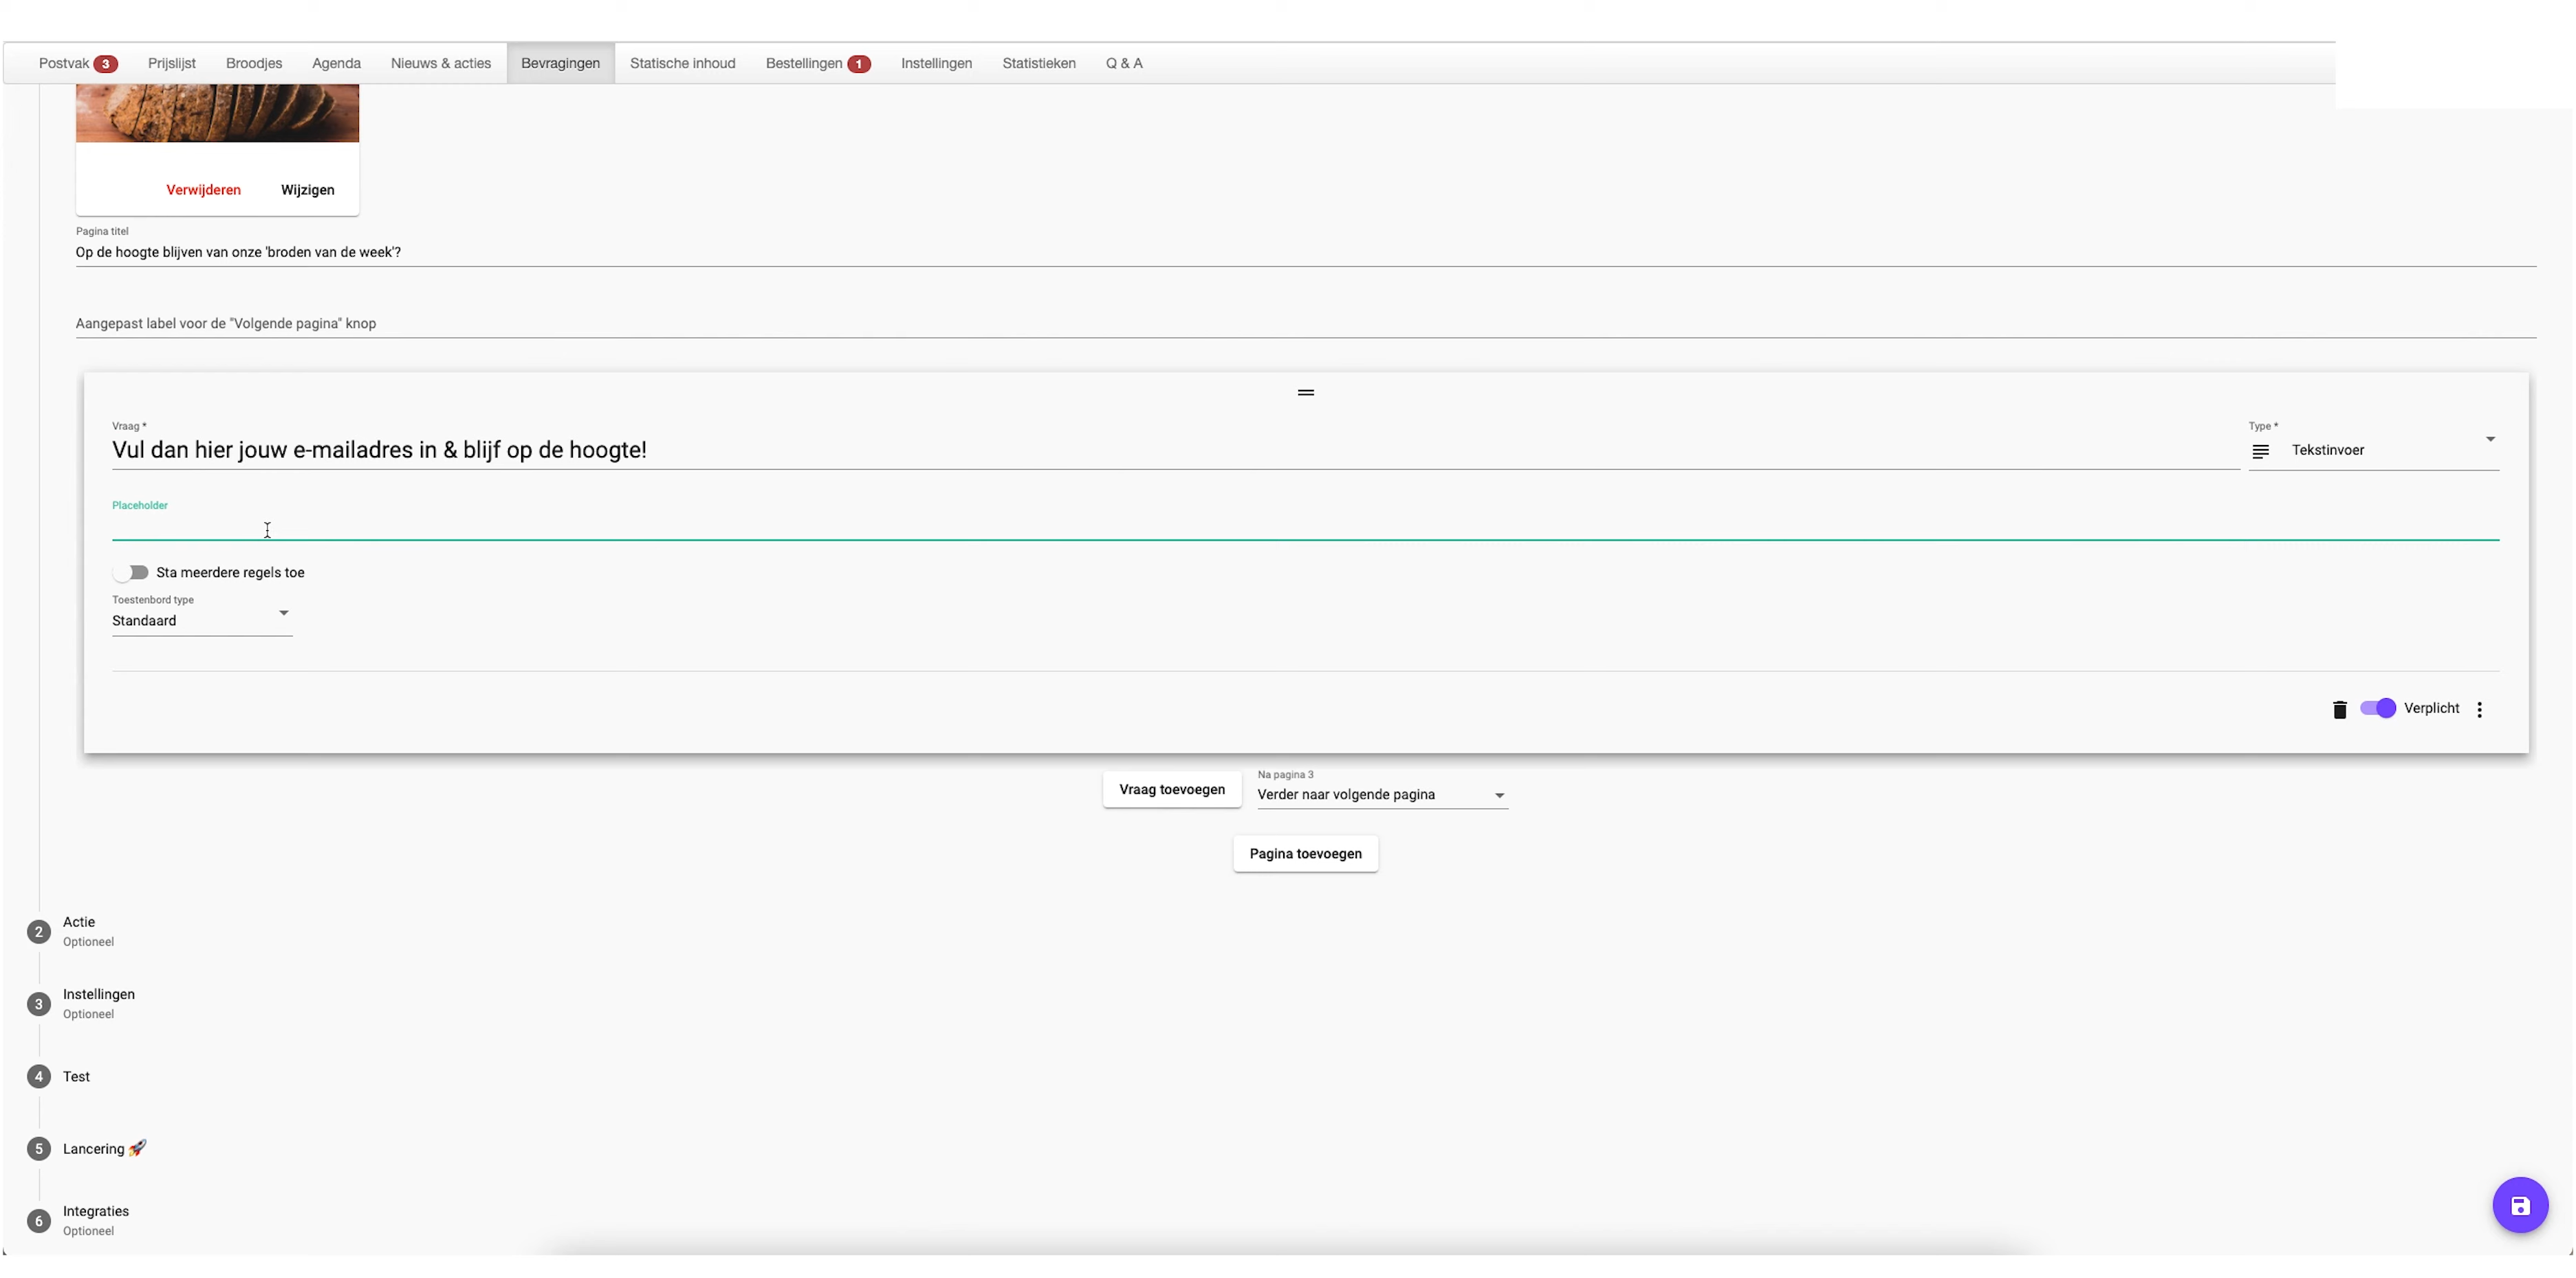 Postvak 3 Prijslijst Broodjes Agenda Nieuws & acties Bevragingen Statische inhoud Bestellingen 1 Instellingen Statistieken Q & A
Verwijderen Wijzigen
Pagina titel
Op de hoogte blijven van onze 'broden van de week'?
Aangepast label voor de "Volgende pagina" knop
Vraag * Type *
Vul dan hier jouw e-mailadres in & blijf op de hoogte! Tekstinvoer
Placeholder
Sta meerdere regels toe
Toestenbord type
Standaard
Verplicht
Na pagina 3
Vraag toevoegen Verder naar volgende pagina
Pagina toevoegen
2 Actie
Optioneel
3 Instellingen
Optioneel
4 Test
5 Lancering 🚀
6 Integraties
Optioneel